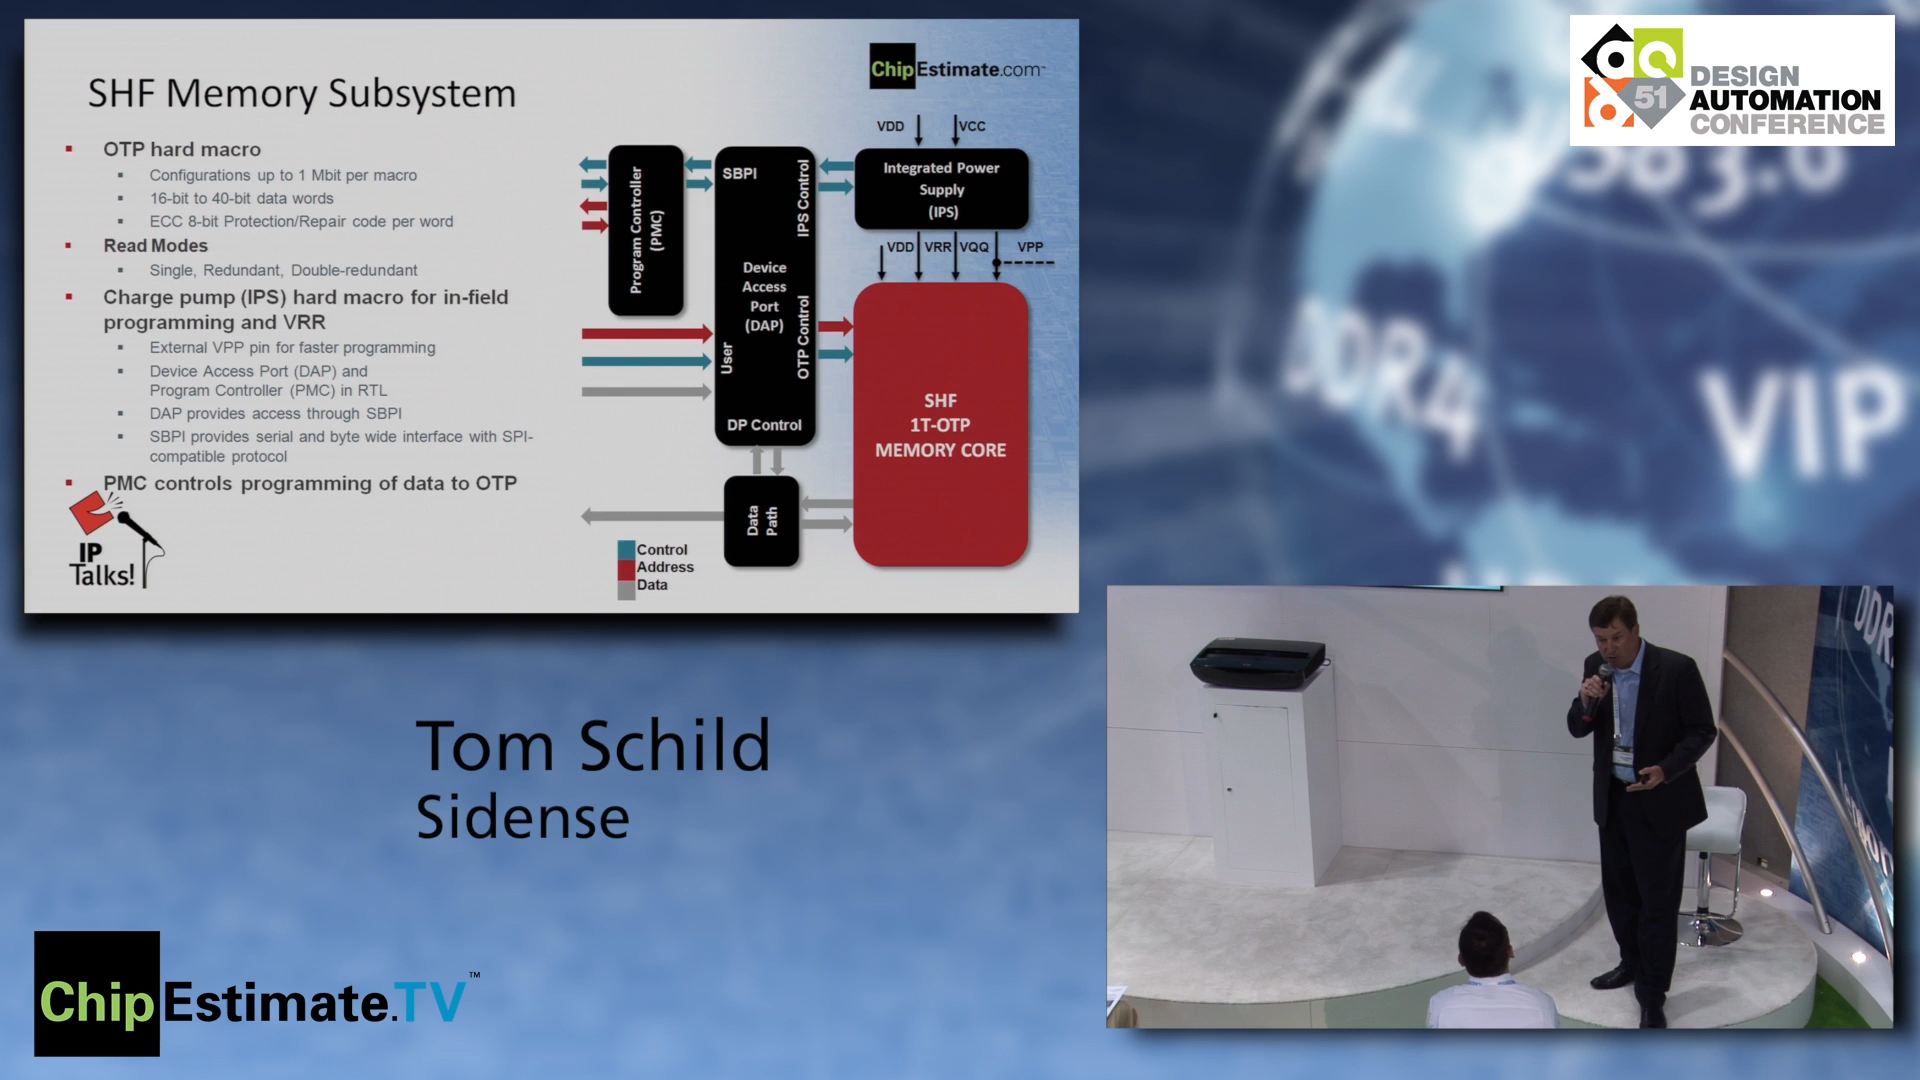 SHF Memory Subsystem
ChipEstimate.com
OTP hard macro
Configurations up to 1 Mbit per macro
16-bit to 40-bit data words
ECC 8-bit Protection/Repair code per word
Read Modes
Single, Redundant, Double-redundant
Charge pump (IPS) hard macro for in-field
programming and VRR
External VPP pin for faster programming
Device Access Port (DAP) and
Program Controller (PMC) in RTL
DAP provides access through SBPI
SBPI provides serial and byte wide interface with SPI-
compatible protocol
PMC controls programming of data to OTP
IP
Talks!
VDD
VCC
Program Controller
(PMC)
SBPI
IPS Control
Device
Access
Port
(DAP)
User
OTP Control
DP Control
Integrated Power
Supply
(IPS)
VDD
VRR
VQQ
VPP
SHF
1T-OTP
MEMORY CORE
Data
Path
Control
Address
Data
51
DESIGN
AUTOMATION
CONFERENCE
DDR4
VIP
Tom Schild
Sidense
ChipEstimate.TV™